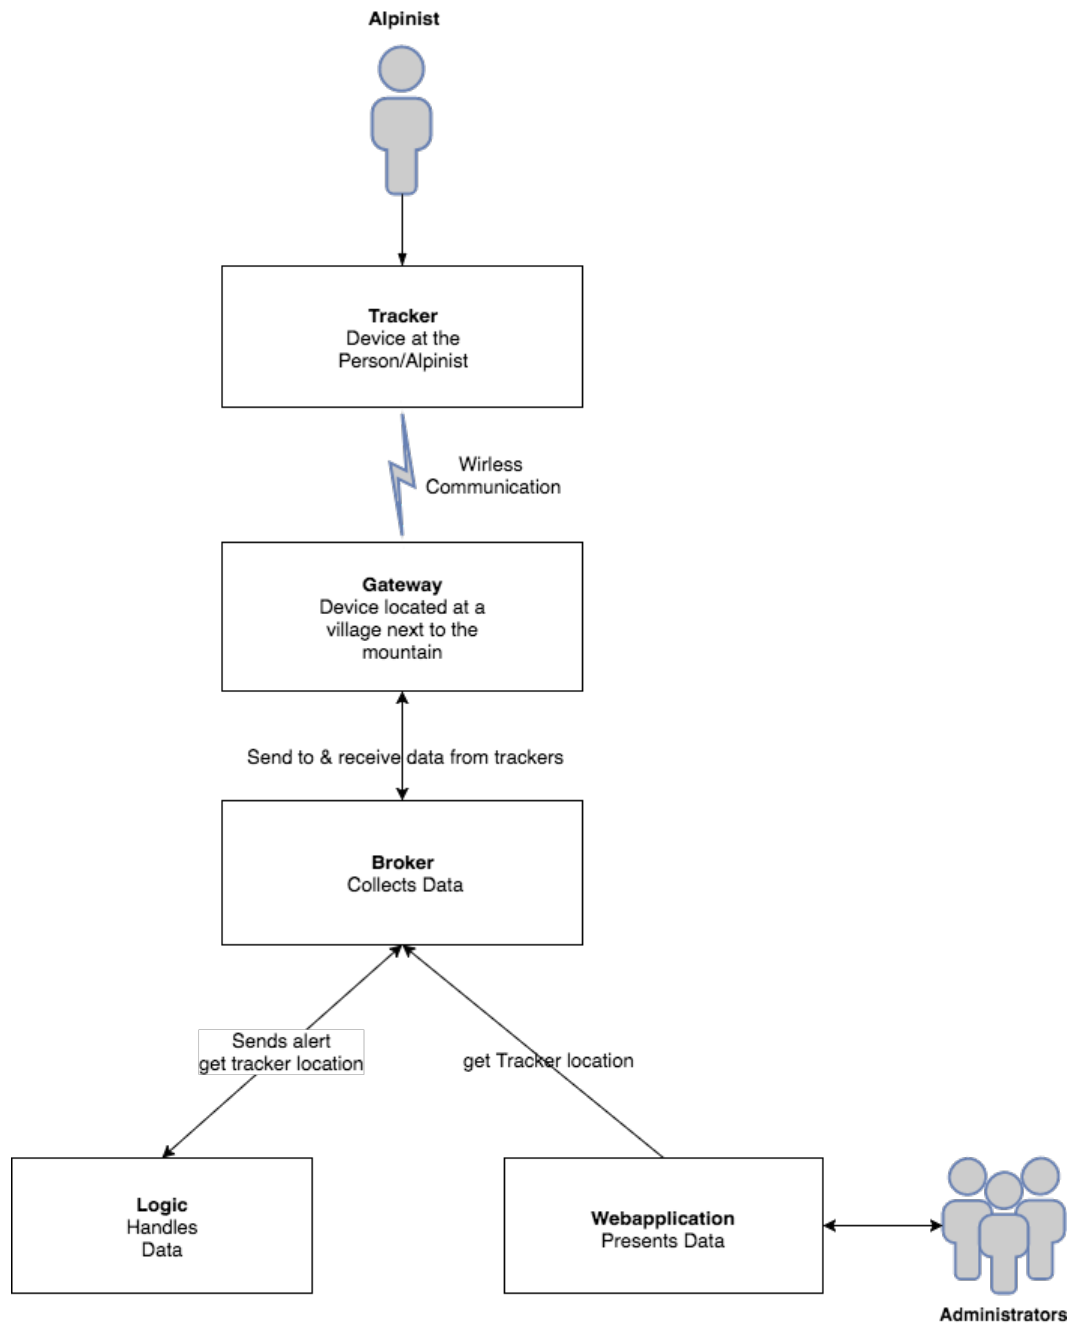 Alpinist
Tracker
Device at the
Person/Alpinist
Wirless
Communication
Gateway
Device located at a
village next to the
mountain
Send to & receive data from trackers
Broker
Collects Data
Sends alert
get tracker location
get Tracker location
Logic
Handles
Data
Webapplication
Presents Data
Administrators